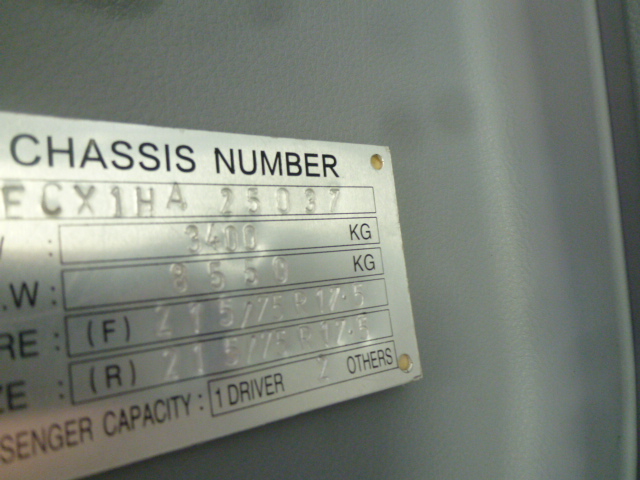 CHASSIS NUMBER
ECX1HA 25037
: 3400 KG
.W : 8550 KG
RE : (F) 215/75R17.5
ZE : (R) 215/75R17.5
SENGER CAPACITY : 1 DRIVER 2 OTHERS